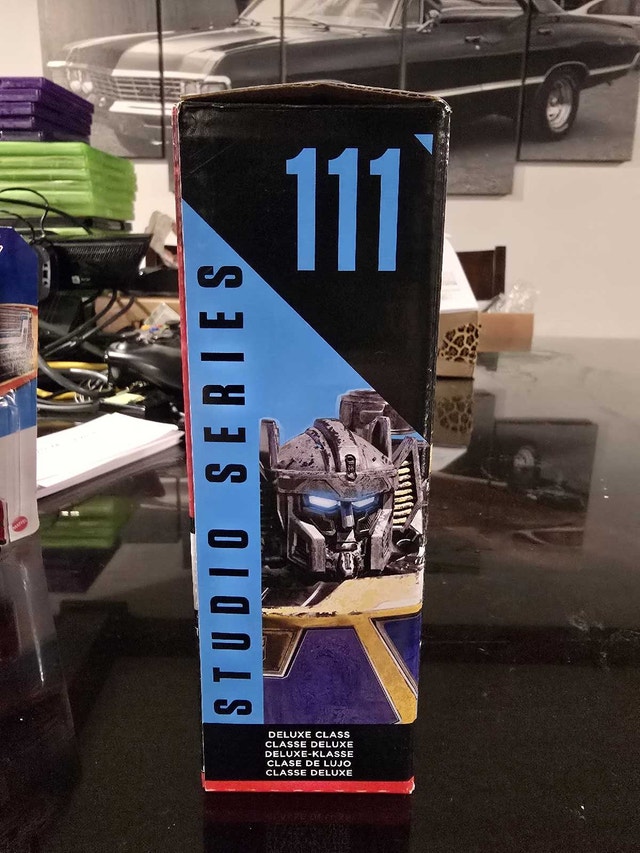 111
STUDIO SERIES
DELUXE CLASS
CLASSE DELUXE
DELUXE-KLASSE
CLASE DE LUJO
CLASSE DELUXE